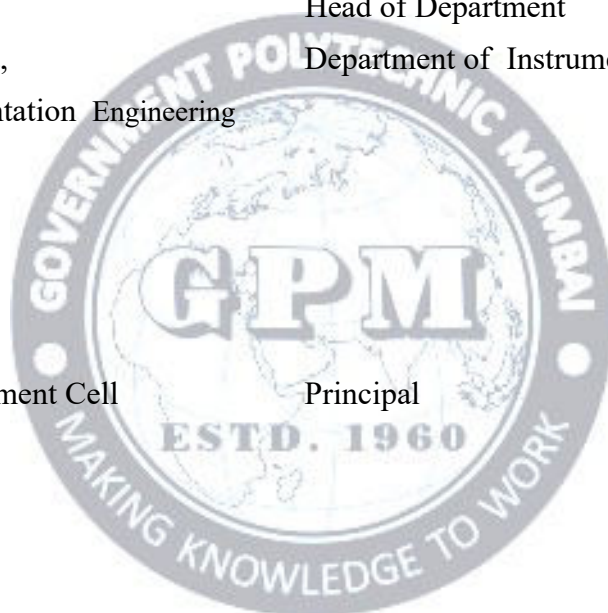 Head of Department
,
Department of Instrume
ntation Engineering
GOVERNMENT POLYTECHNIC MUMBAI
GPM
ment Cell
Principal
ESTD. 1960
MAKING KNOWLEDGE TO WORK